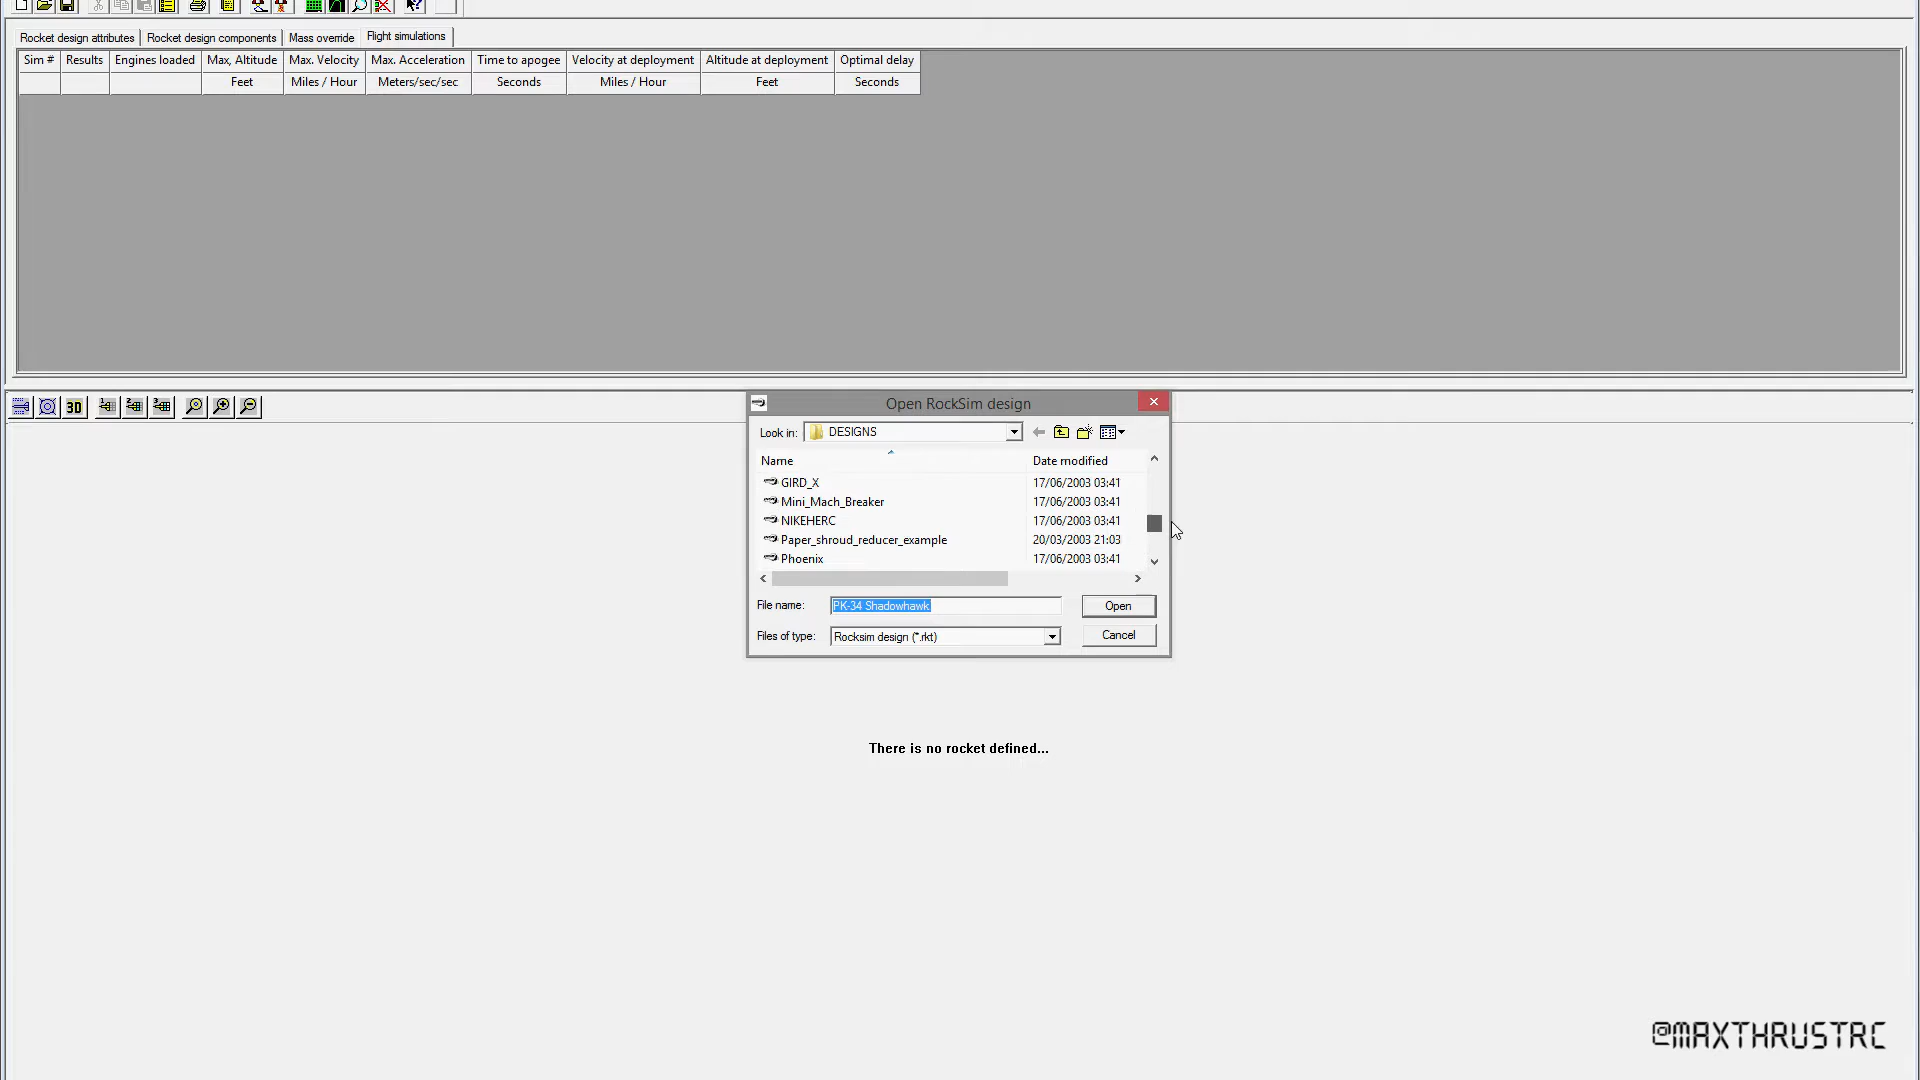 Rocket design attributes Rocket design components Mass override Flight simulations
Sim # Results Engines loaded Max, Altitude Max. Velocity Max. Acceleration Time to apogee Velocity at deployment Altitude at deployment Optimal delay
Feet Miles / Hour Meters/sec/sec Seconds Miles / Hour Feet Seconds
3D
Open RockSim design
Look in: DESIGNS
Name Date modified
GIRD_X 17/06/2003 03:41
Mini_Mach_Breaker 17/06/2003 03:41
NIKEHERC 17/06/2003 03:41
Paper_shroud_reducer_example 20/03/2003 21:03
Phoenix 17/06/2003 03:41
File name: PK-34 Shadowhawk Open
Files of type: Rocksim design (*.rkt) Cancel
There is no rocket defined...
@MAXTHRUSTRC